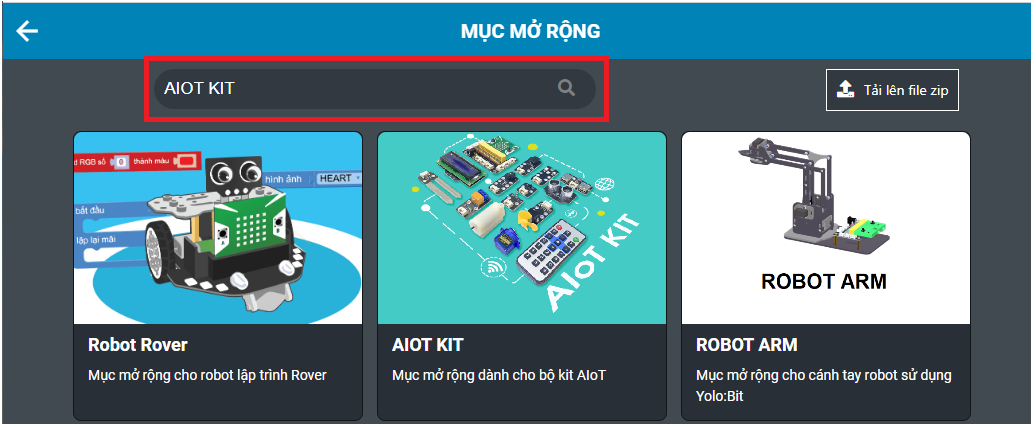 MỤC MỞ RỘNG
AIOT KIT
Tải lên file zip
RGB số 0 thành màu
hình ảnh HEART
bắt đầu
lặp lại mãi
AIOT KIT
ROBOT ARM
Robot Rover
Mục mở rộng cho robot lập trình Rover
AIOT KIT
Mục mở rộng dành cho bộ kit AIoT
ROBOT ARM
Mục mở rộng cho cánh tay robot sử dụng
Yolo:Bit